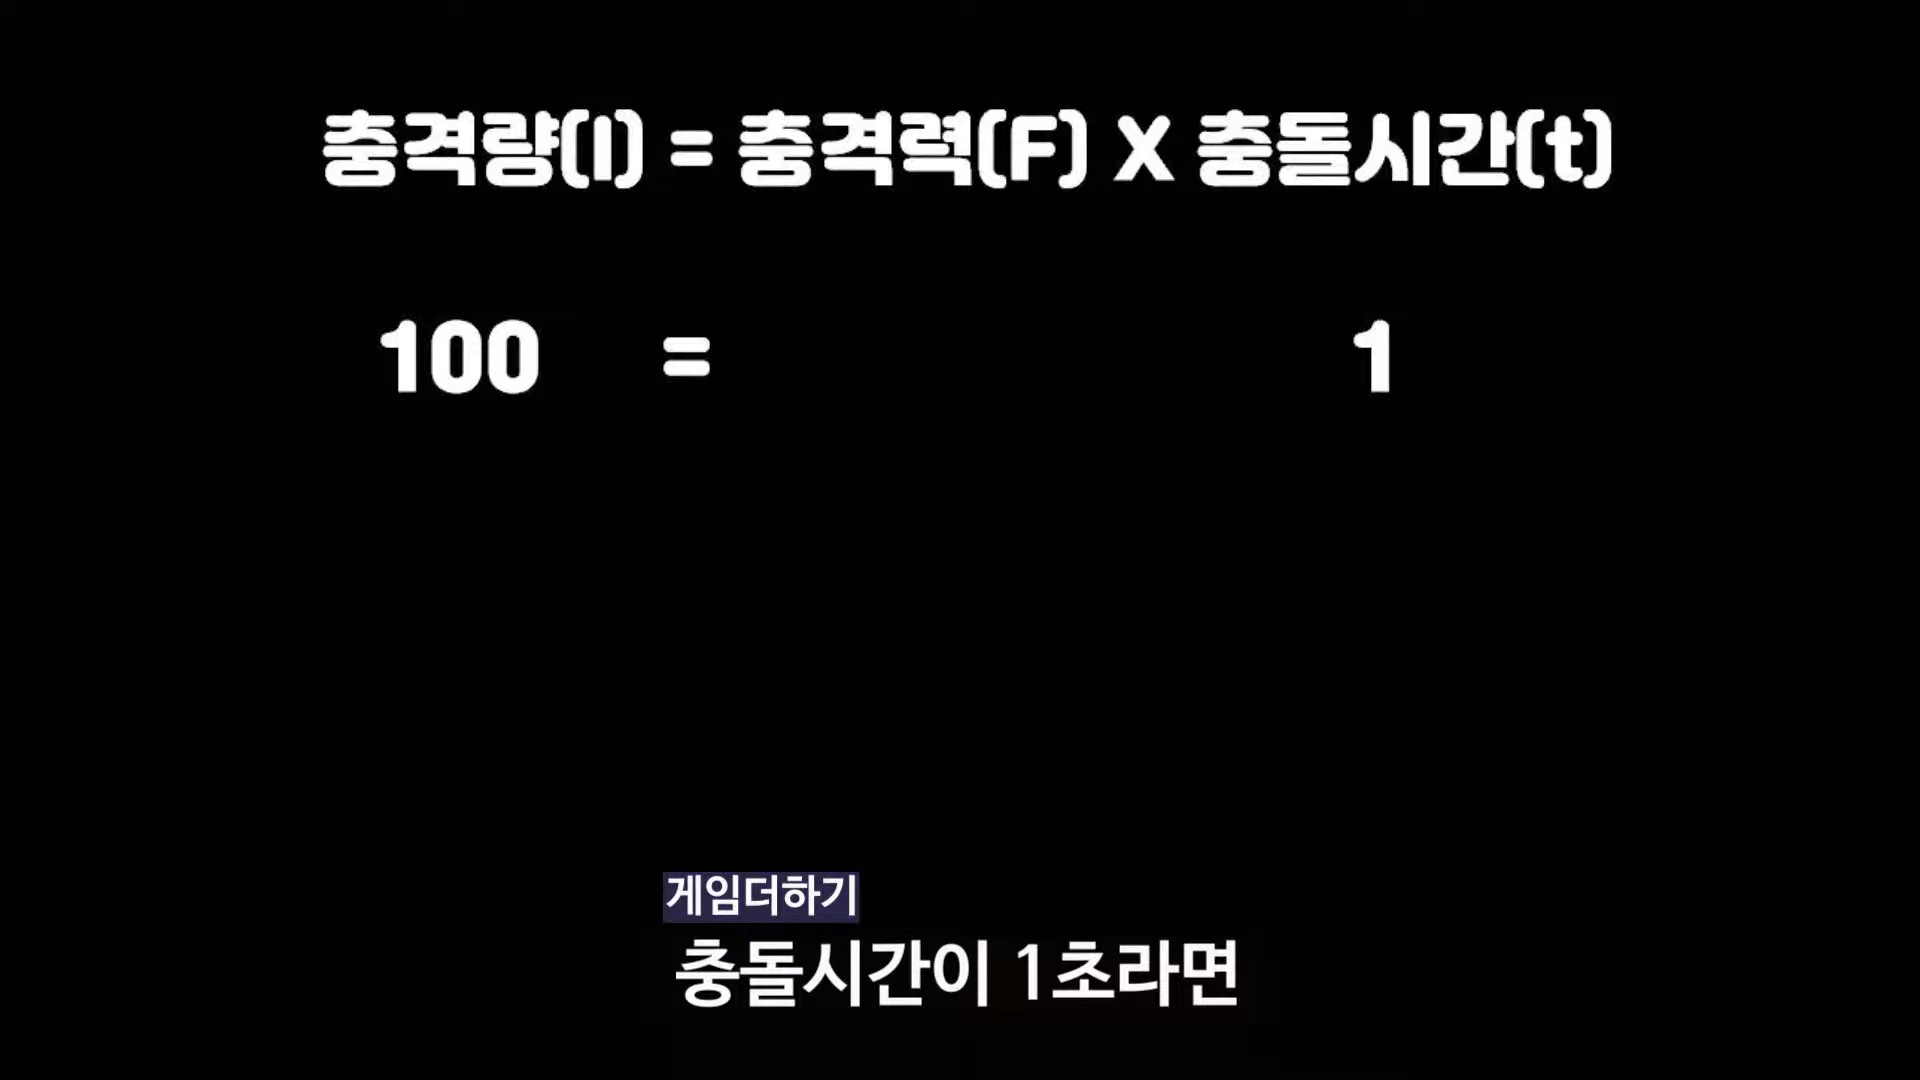 충격량(I) = 충격력(F) X 충돌시간(t)
100 = 1
게임더하기
충돌시간이 1초라면